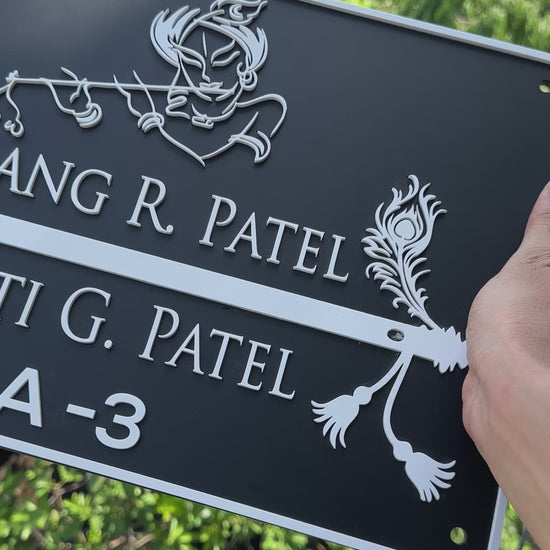 ANG R. PATEL
TI G. PATEL
A-3